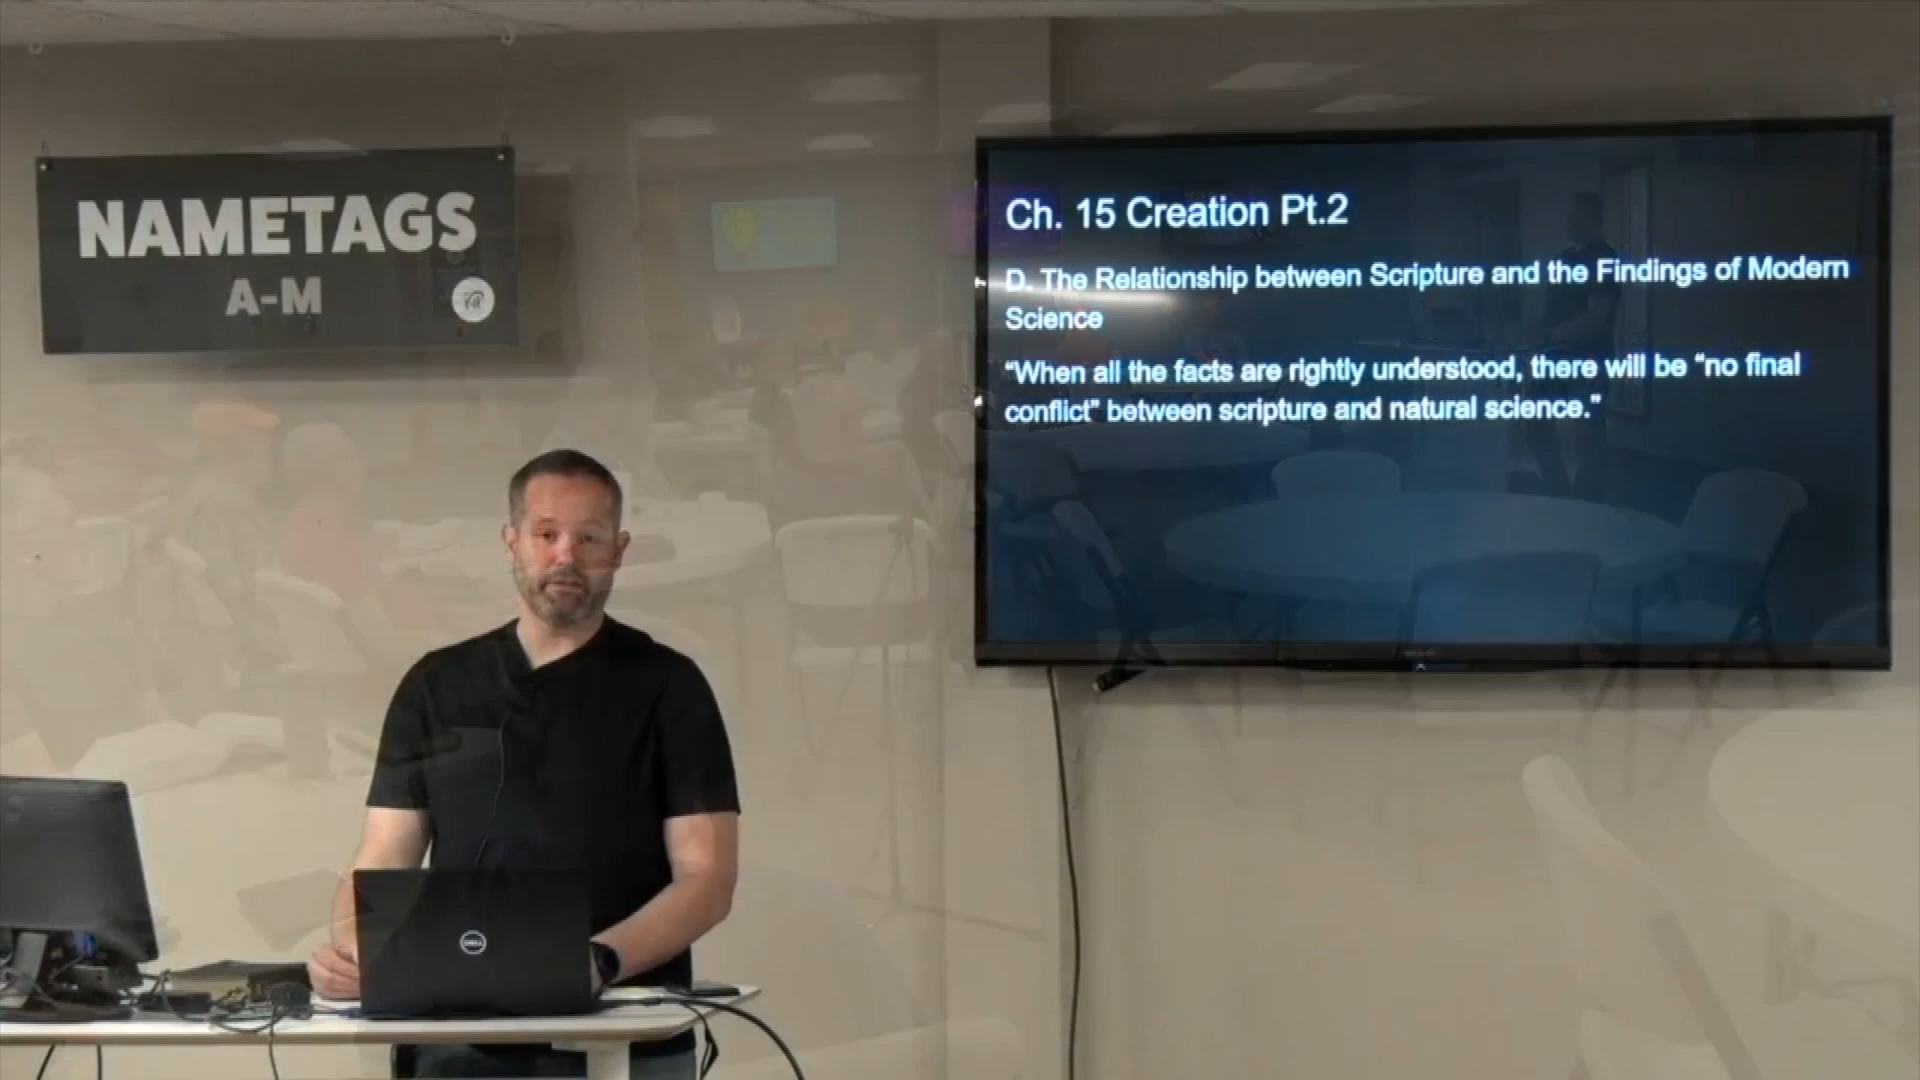 NAMETAGS
A-M
Ch. 15 Creation Pt.2
D. The Relationship between Scripture and the Findings of Modern
Science
“When all the facts are rightly understood, there will be “no final
conflict” between scripture and natural science.”
DELL